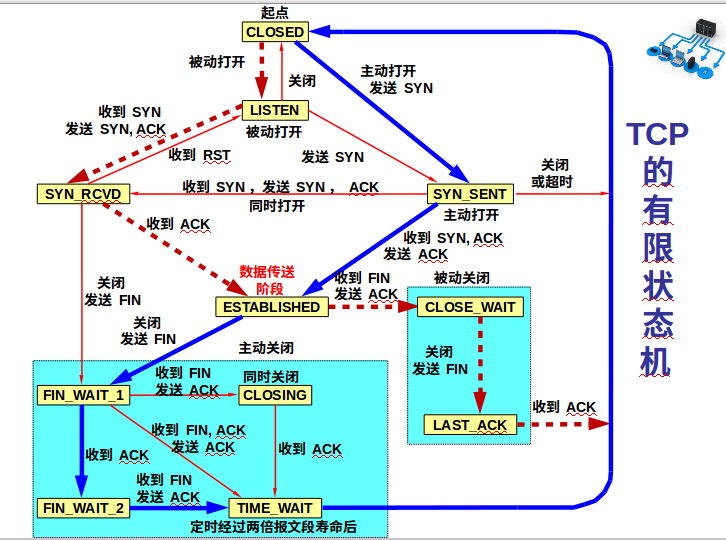 起点
CLOSED
被动打开
关闭
主动打开
发送 SYN
LISTEN
被动打开
收到 SYN
发送 SYN, ACK
收到 RST
发送 SYN
TCP
的
有
限
状
态
机
SYN_RCVD
收到 SYN ，发送 SYN ， ACK
同时打开
SYN_SENT
主动打开
关闭
或超时
收到 ACK
收到 SYN, ACK
发送 ACK
数据传送
阶段
ESTABLISHED
收到 FIN
发送 ACK
被动关闭
CLOSE_WAIT
关闭
发送 FIN
关闭
发送 FIN
主动关闭
关闭
发送 FIN
LAST_ACK
收到 ACK
FIN_WAIT_1
收到 FIN
发送 ACK
同时关闭
CLOSING
收到 FIN, ACK
发送 ACK
收到 ACK
收到 ACK
收到 FIN
发送 ACK
FIN_WAIT_2
TIME_WAIT
定时经过两倍报文段寿命后